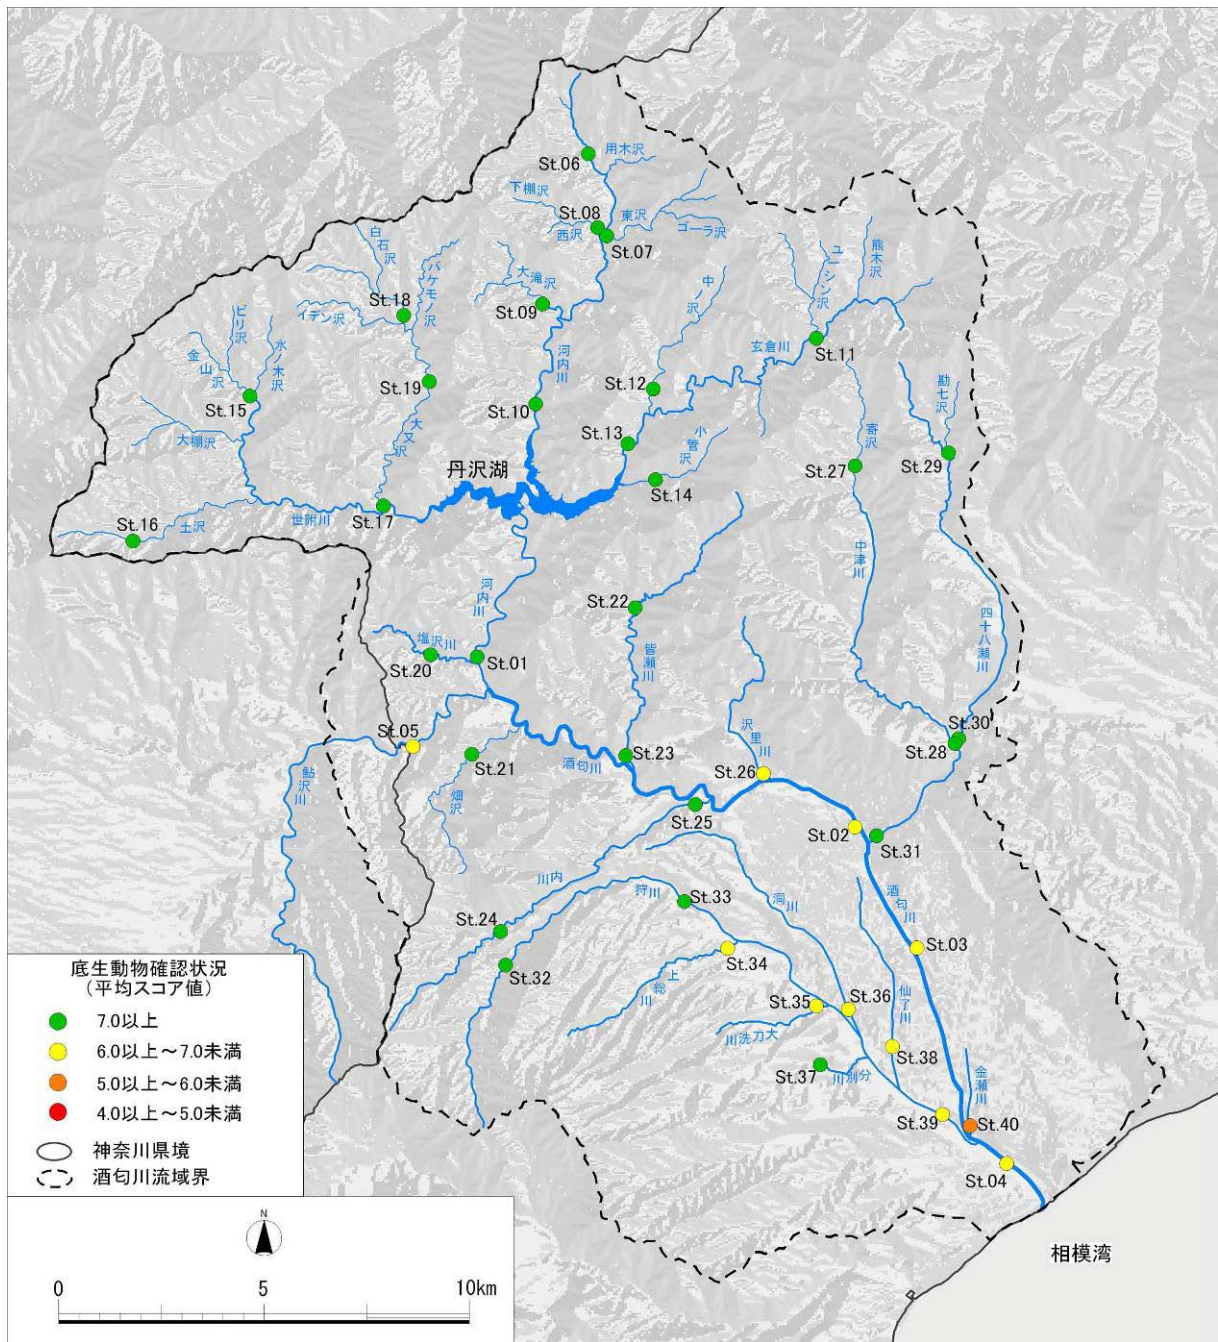 St.06
用木沢
下棚沢
St.08
東沢
西沢
ゴーラ沢
St.07
白石沢
バケモノ沢
大滝沢
中ノ沢
ユーシン沢
熊木沢
St.18
イデン沢
St.09
ビリ沢
水ノ木沢
金山沢
河内川
玄倉川
St.11
St.12
St.19
勘七沢
St.15
St.10
大又沢
大棚沢
小菅沢
寄沢
St.13
St.29
St.27
丹沢湖
St.14
St.17
世附川
土沢
St.16
中津川
河内川
St.22
四十八瀬川
塩沢川
皆瀬川
St.20
St.01
沢里川
St.05
St.30
St.28
St.23
St.21
酒匂川
St.26
鮎沢川
畑沢
St.25
St.02
St.31
川内
狩川
洞川
酒匂川
St.33
St.24
St.03
St.34
St.32
川総上
仙了川
St.35
St.36
川洗刀大
St.38
St.37
川別分
金瀬川
St.39
St.40
St.04
相模湾
底生動物確認状況
(平均スコア値)
7.0以上
6.0以上～7.0未満
5.0以上～6.0未満
4.0以上～5.0未満
神奈川県境
酒匂川流域界
0 5 10km